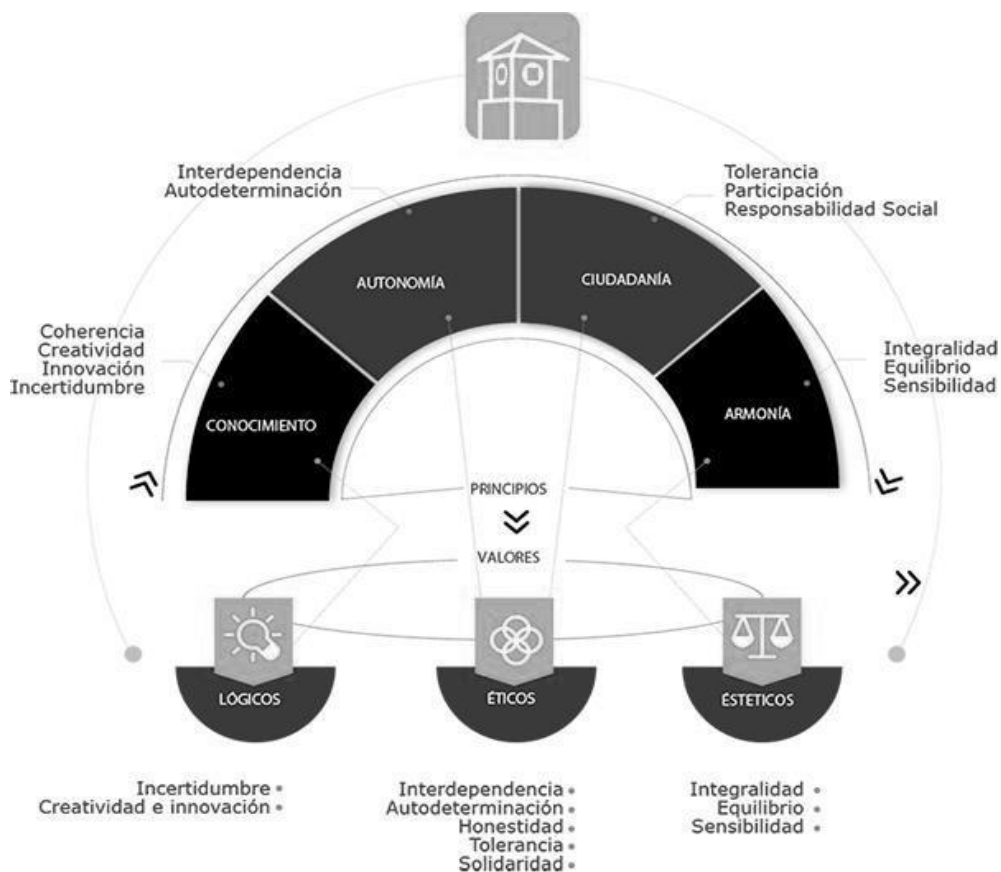 Interdependencia
Autodeterminación
Tolerancia
Participación
Responsabilidad Social
AUTONOMÍA
CIUDADANÍA
Coherencia
Creatividad
Innovación
Incertidumbre
Integralidad
Equilibrio
Sensibilidad
CONOCIMIENTO
ARMONÍA
PRINCIPIOS
VALORES
LÓGICOS
ÉTICOS
ÉSTETICOS
Incertidumbre
Creatividad e innovación
Interdependencia
Autodeterminación
Honestidad
Tolerancia
Solidaridad
Integralidad
Equilibrio
Sensibilidad